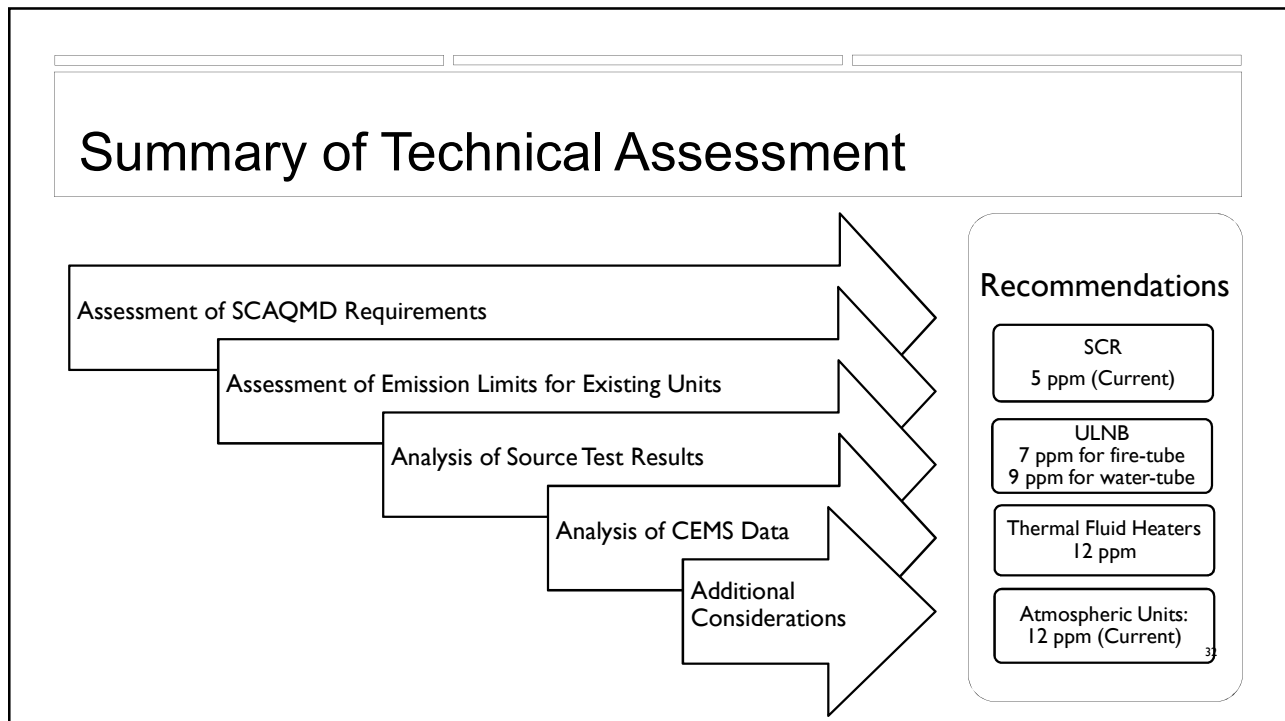 Summary of Technical Assessment
Assessment of SCAQMD Requirements
Assessment of Emission Limits for Existing Units
Analysis of Source Test Results
Analysis of CEMS Data
Additional
Considerations
Recommendations
SCR
5 ppm (Current)
ULNB
7 ppm for fire-tube
9 ppm for water-tube
Thermal Fluid Heaters
12 ppm
Atmospheric Units:
12 ppm (Current)
32